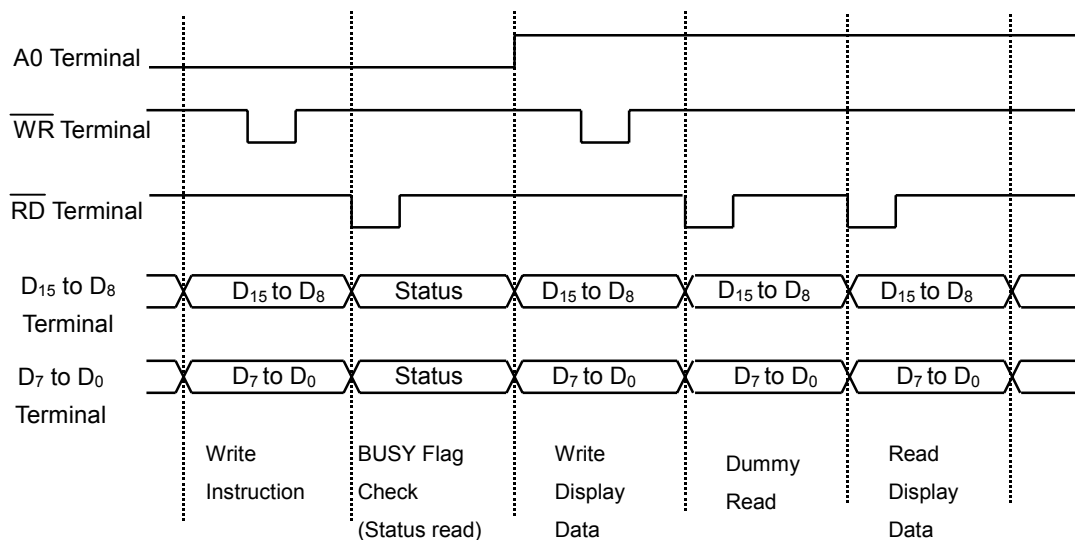 A0 Terminal
WR Terminal
RD Terminal
D15 to D8
Terminal
D15 to D8
Status
D15 to D8
D15 to D8
D15 to D8
D7 to D0
Terminal
D7 to D0
Status
D7 to D0
D7 to D0
D7 to D0
Write
Instruction
BUSY Flag
Check
(Status read)
Write
Display
Data
Dummy
Read
Read
Display
Data